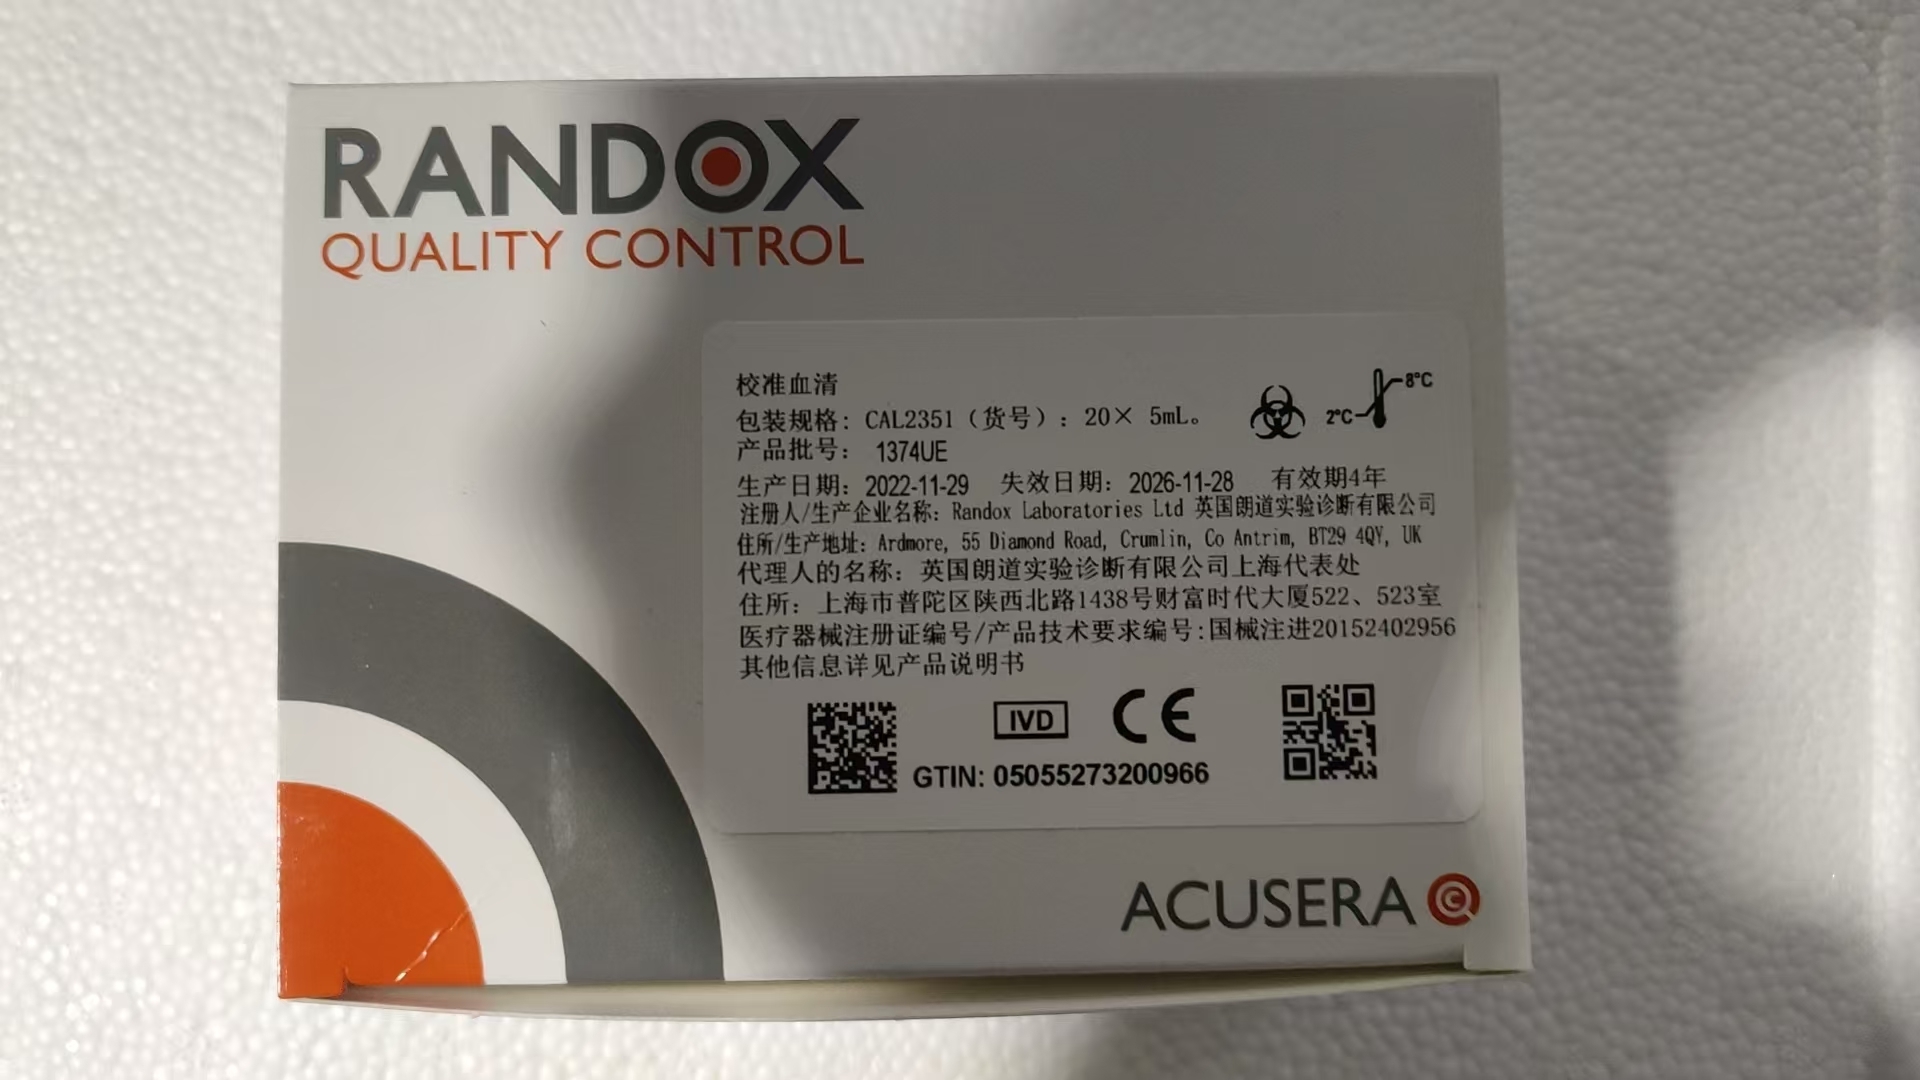 RANDOX
QUALITY CONTROL
校准血清
包装规格: CAL2351（货号）: 20× 5mL。
8°C
2°C
产品批号: 1374UE
生产日期: 2022-11-29 失效日期: 2026-11-28 有效期4年
注册人/生产企业名称: Randox Laboratories Ltd 英国朗道实验诊断有限公司
住所/生产地址: Ardmore, 55 Diamond Road, Crumlin, Co Antrim, BT29 4QY, UK
代理人的名称: 英国朗道实验诊断有限公司上海代表处
住所: 上海市普陀区陕西北路1438号财富时代大厦522、523室
医疗器械注册证编号/产品技术要求编号:国械注进20152402956
其他信息详见产品说明书
IVD CE
GTIN: 05055273200966
ACUSERA